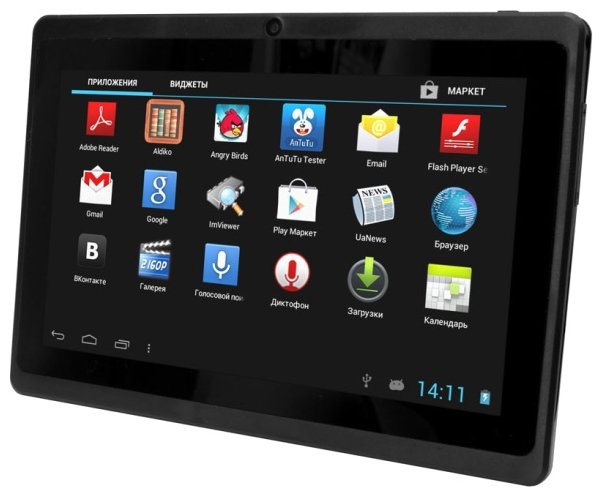 ПРИЛОЖЕНИЯ ВИДЖЕТЫ МАРКЕТ
Adobe Reader Aldiko Angry Birds AnTuTu AnTuTu Tester Email Flash Player Se
Gmail g Google ImViewer Play Маркет NEWS UaNews Браузер
B ВКонтакте 2160P Галерея Голосовой пои Диктофон Загрузки Календарь
14:11